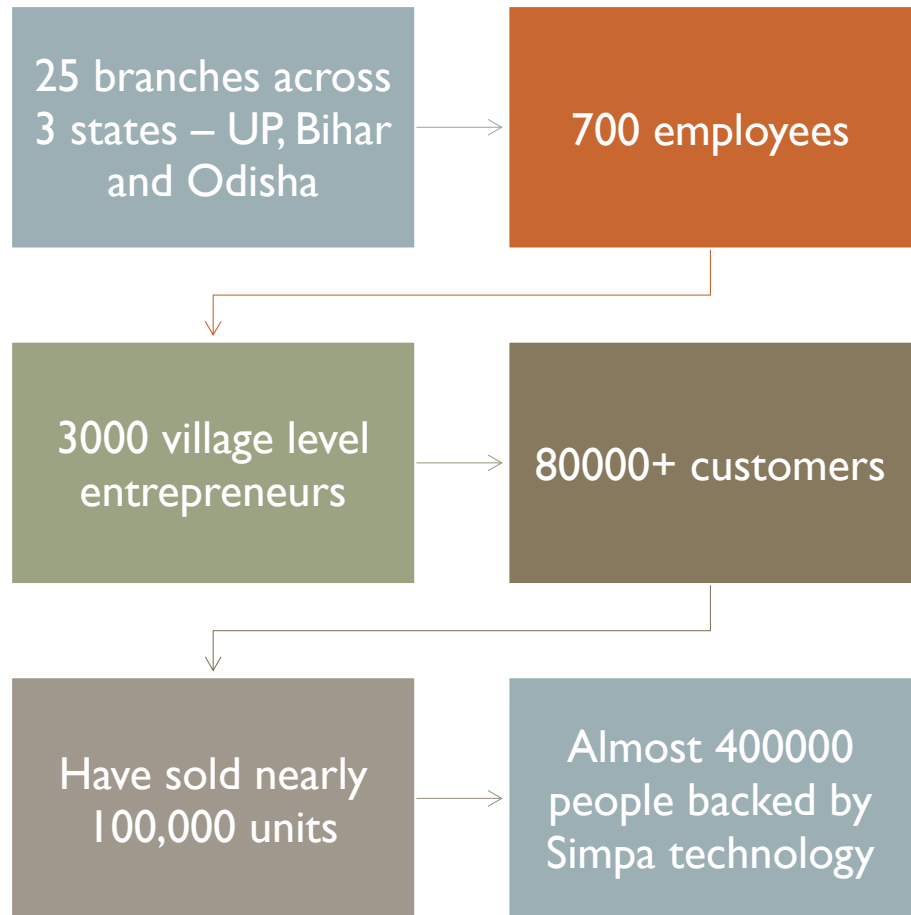 25 branches across
3 states – UP, Bihar
and Odisha
700 employees
3000 village level
entrepreneurs
80000+ customers
Have sold nearly
100,000 units
Almost 400000
people backed by
Simpa technology